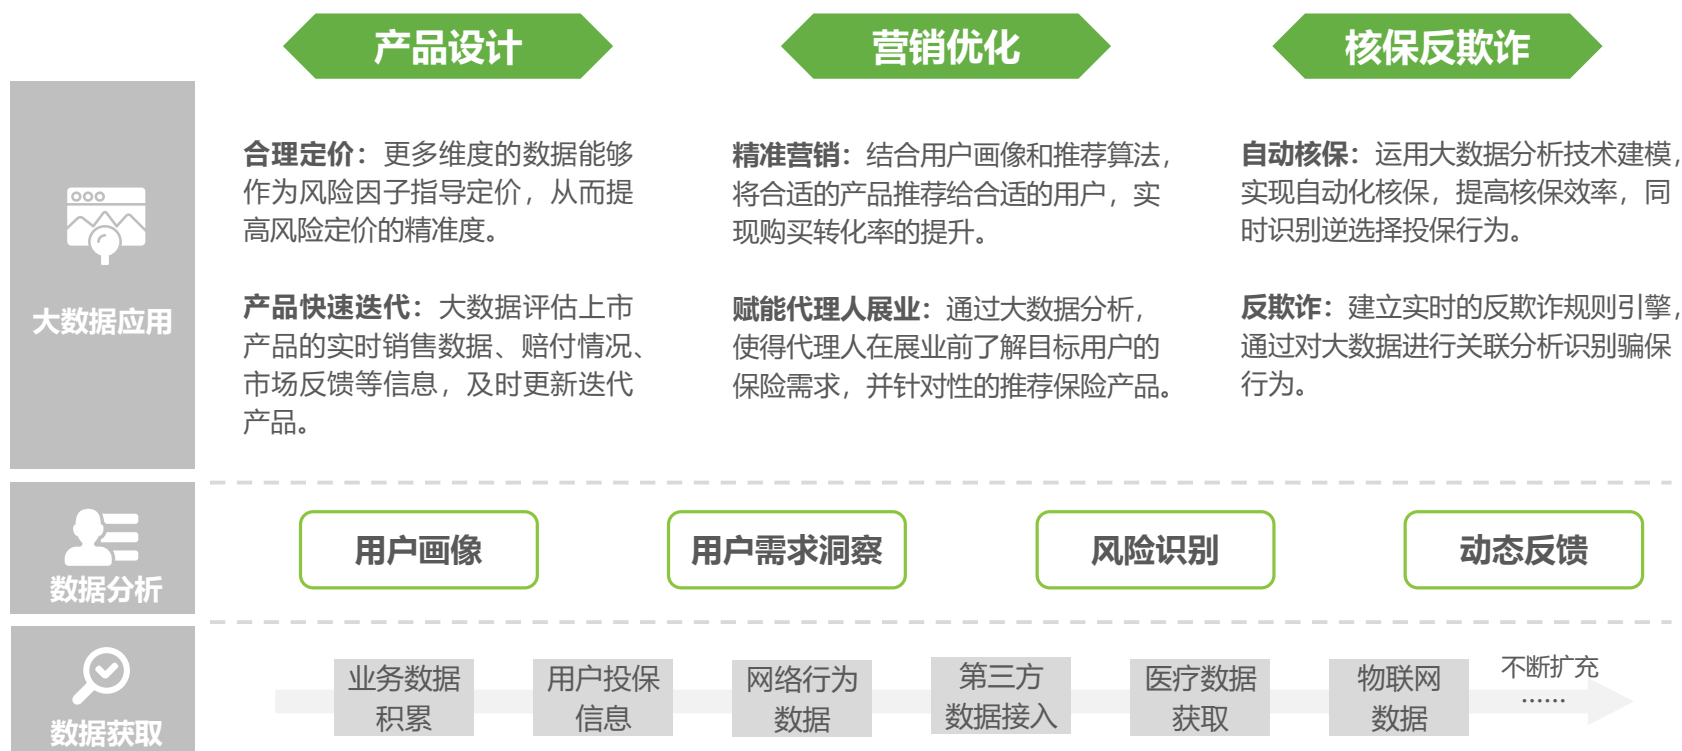 产品设计
营销优化
核保反欺诈
大数据应用
合理定价：更多维度的数据能够
作为风险因子指导定价，从而提
高风险定价的精准度。
产品快速迭代：大数据评估上市
产品的实时销售数据、赔付情况、
市场反馈等信息，及时更新迭代
产品。
精准营销：结合用户画像和推荐算法，
将合适的产品推荐给合适的用户，实
现购买转化率的提升。
赋能代理人展业：通过大数据分析，
使得代理人在展业前了解目标用户的
保险需求，并针对性的推荐保险产品。
自动核保：运用大数据分析技术建模，
实现自动化核保，提高核保效率，同
时识别逆选择投保行为。
反欺诈：建立实时的反欺诈规则引擎，
通过对大数据进行关联分析识别骗保
行为。
数据分析
用户画像
用户需求洞察
风险识别
动态反馈
数据获取
业务数据
积累
用户投保
信息
网络行为
数据
第三方
数据接入
医疗数据
获取
物联网
数据
不断扩充
……